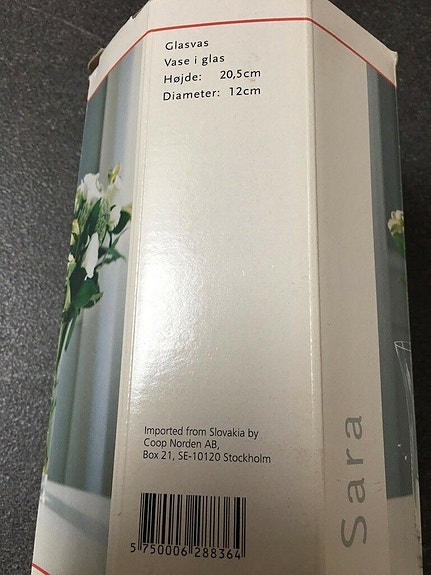 Glasvas
Vase i glas
Højde: 20,5cm
Diameter: 12cm
Imported from Slovakia by
Coop Norden AB,
Box 21, SE-10120 Stockholm
5 750006 288364
Sara